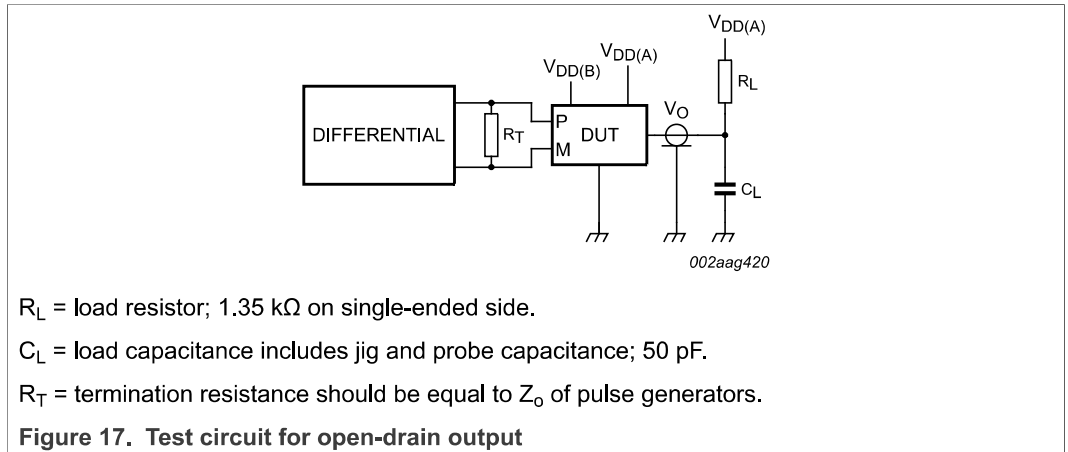 VDD(A)
VDD(A)
VDD(B)
RL
VO
P
DIFFERENTIAL
RT
DUT
M
CL
002aag420
RL = load resistor; 1.35 kΩ on single-ended side.
CL = load capacitance includes jig and probe capacitance; 50 pF.
RT = termination resistance should be equal to Zo of pulse generators.
Figure 17. Test circuit for open-drain output